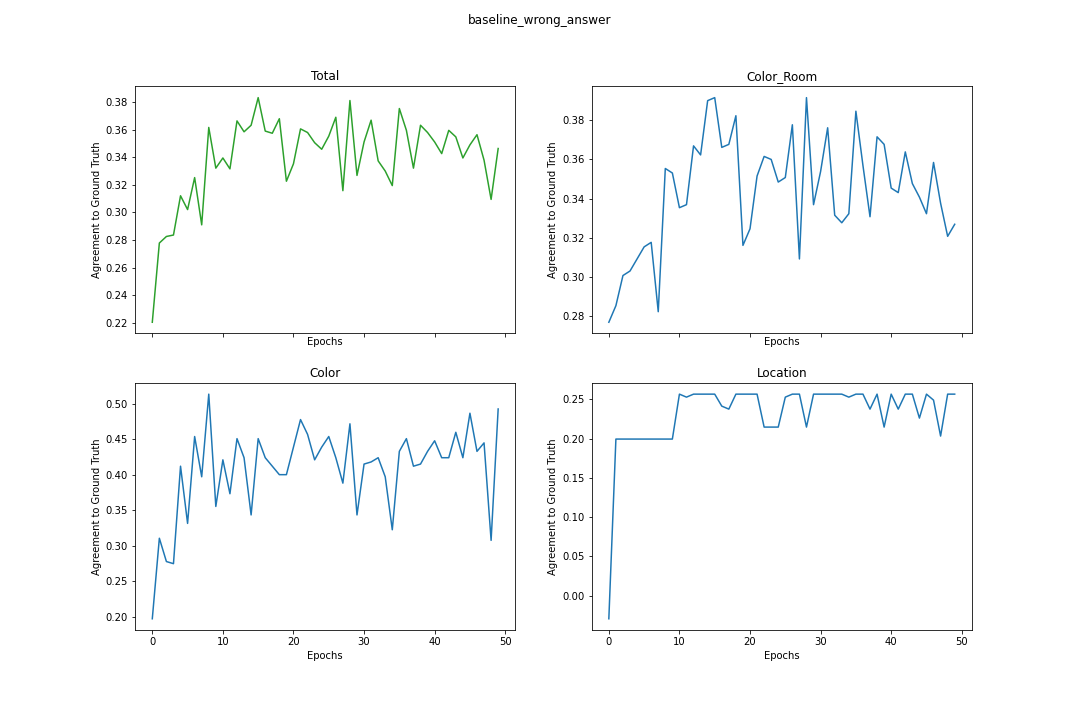 baseline_wrong_answer
Total
Agreement to Ground Truth
0.38
0.36
0.34
0.32
0.30
0.28
0.26
0.24
0.22
Epochs
Color_Room
Agreement to Ground Truth
0.38
0.36
0.34
0.32
0.30
0.28
Epochs
Color
Agreement to Ground Truth
0.50
0.45
0.40
0.35
0.30
0.25
0.20
0 10 20 30 40 50
Epochs
Location
Agreement to Ground Truth
0.25
0.20
0.15
0.10
0.05
0.00
0 10 20 30 40 50
Epochs